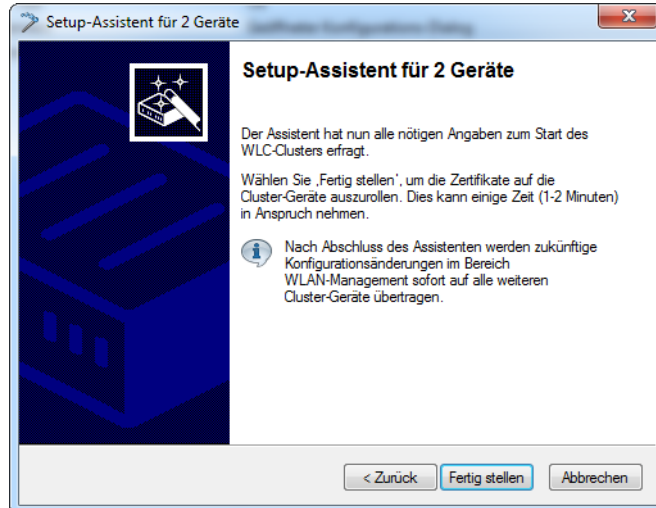 Setup-Assistent für 2 Geräte
Setup-Assistent für 2 Geräte
Der Assistent hat nun alle nötigen Angaben zum Start des
WLC-Clusters erfragt.
Wählen Sie ‚Fertig stellen‘, um die Zertifikate auf die
Cluster-Geräte auszurollen. Dies kann einige Zeit (1-2 Minuten)
in Anspruch nehmen.
Nach Abschluss des Assistenten werden zukünftige
Konfigurationsänderungen im Bereich
WLAN-Management sofort auf alle weiteren
Cluster-Geräte übertragen.
< Zurück Fertig stellen Abbrechen